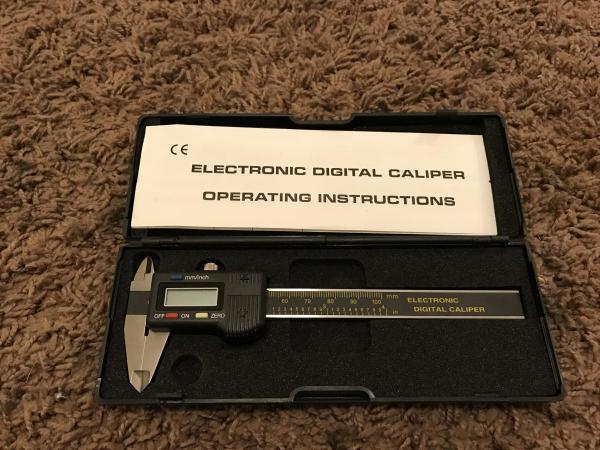 CE
ELECTRONIC DIGITAL CALIPER
OPERATING INSTRUCTIONS
mm/inch
OFF ON ZERO
60 70 80 90 100 mm
in
ELECTRONIC
DIGITAL CALIPER